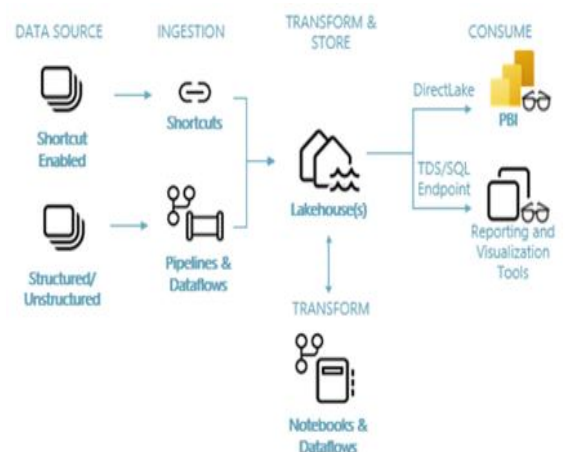 DATA SOURCE
INGESTION
TRANSFORM &
STORE
CONSUME
Shortcut
Enabled
Shortcuts
Structured/
Unstructured
Pipelines &
Dataflows
Lakehouse(s)
TRANSFORM
Notebooks &
Dataflows
DirectLake
PBI
TDS/SQL
Endpoint
Reporting and
Visualization
Tools